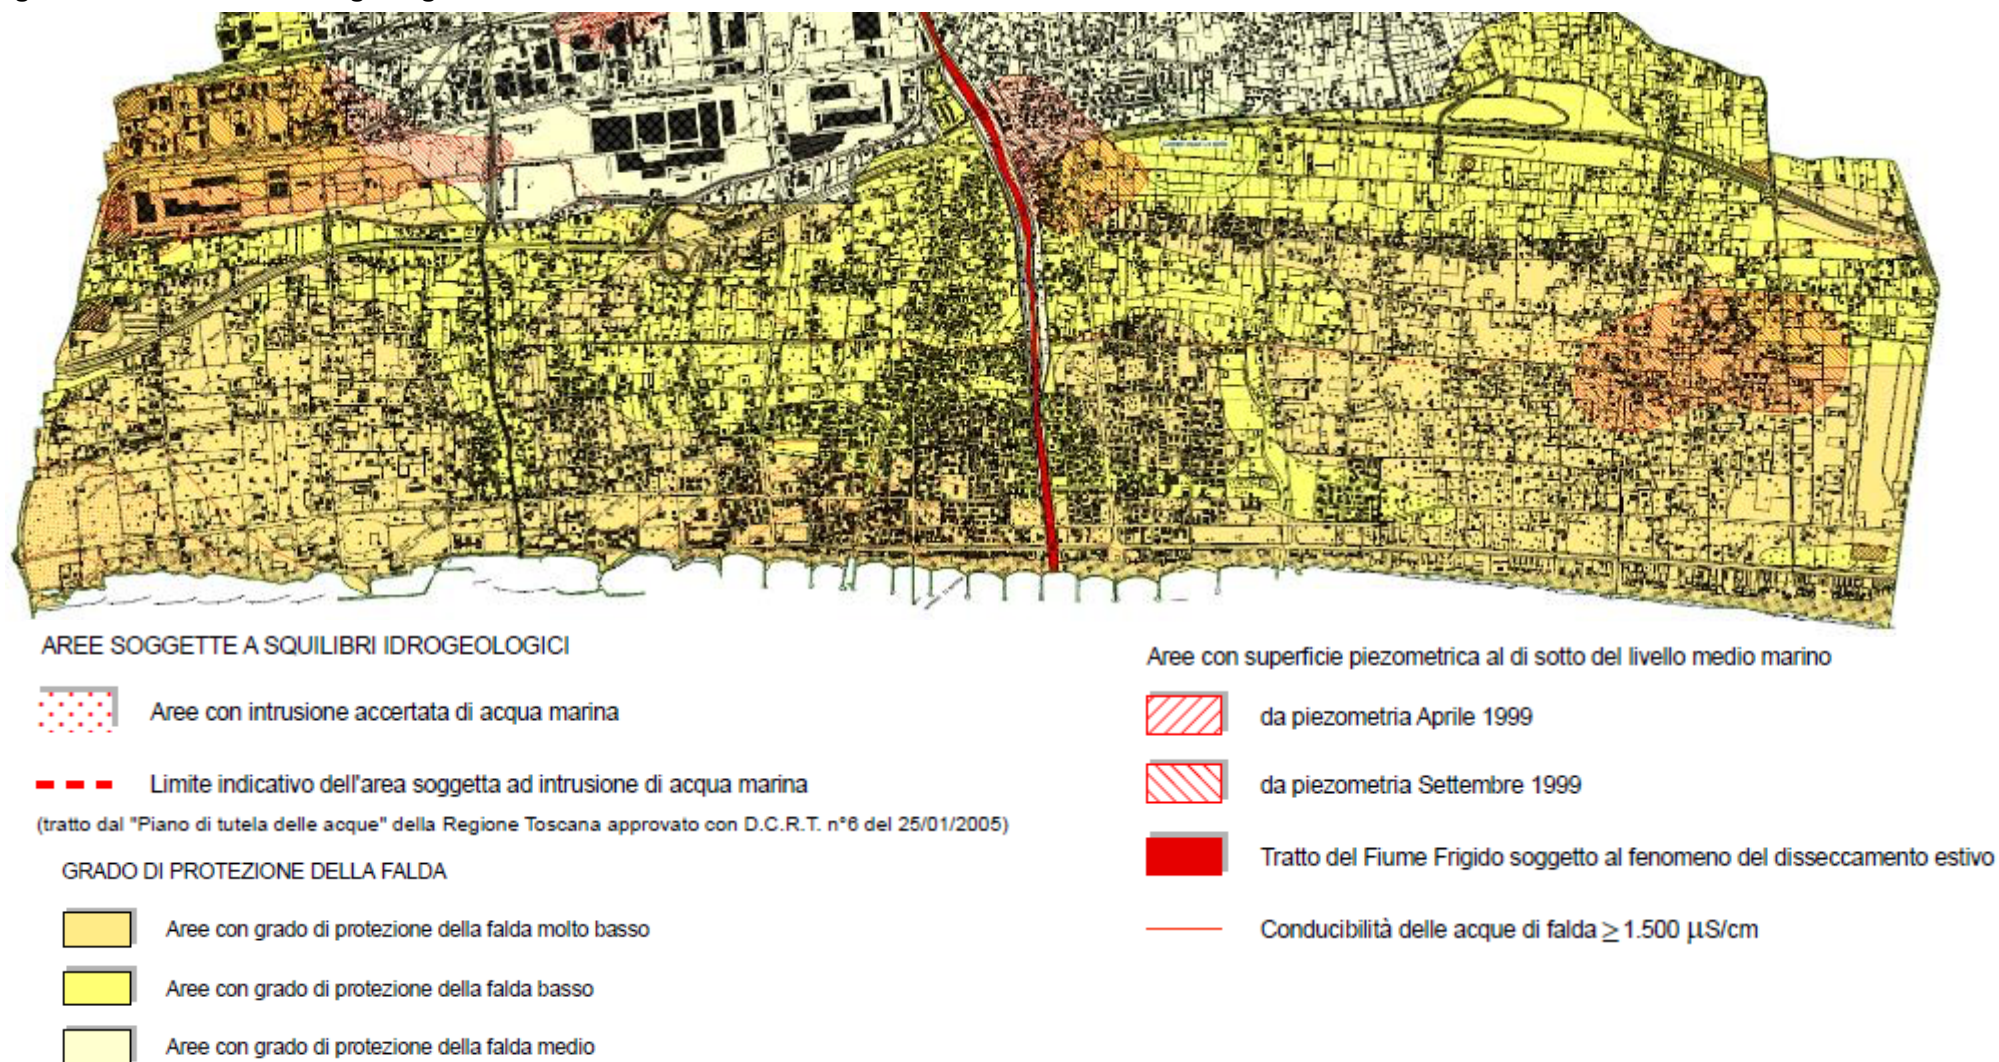 AREE SOGGETTE A SQUILIBRI IDROGEOLOGICI
Aree con intrusione accertata di acqua marina
Limite indicativo dell'area soggetta ad intrusione di acqua marina
(tratto dal "Piano di tutela delle acque" della Regione Toscana approvato con D.C.R.T. n°6 del 25/01/2005)
GRADO DI PROTEZIONE DELLA FALDA
Aree con grado di protezione della falda molto basso
Aree con grado di protezione della falda basso
Aree con grado di protezione della falda medio
Aree con superficie piezometrica al di sotto del livello medio marino
da piezometria Aprile 1999
da piezometria Settembre 1999
Tratto del Fiume Frigido soggetto al fenomeno del disseccamento estivo
Conducibilità delle acque di falda ≥ 1.500 µS/cm